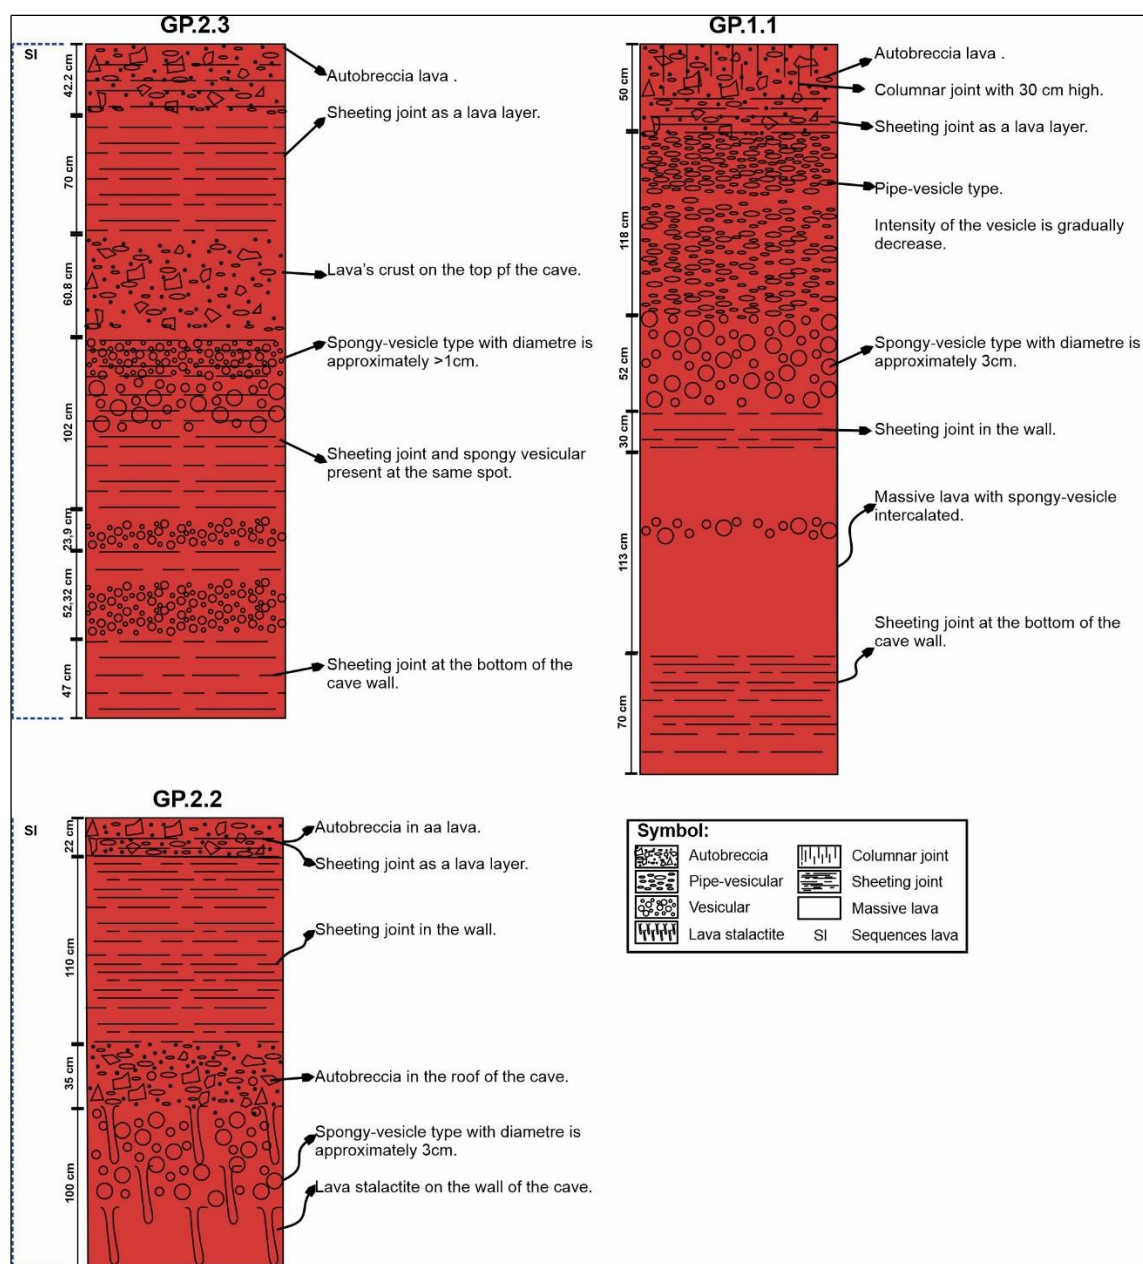 GP.2.3
SI
42.2 cm
Autobreccia lava .
Sheeting joint as a lava layer.
70 cm
60.8 cm
Lava's crust on the top pf the cave.
Spongy-vesicle type with diametre is
approximately >1cm.
102 cm
Sheeting joint and spongy vesicular
present at the same spot.
23,9 cm
52,32 cm
47 cm
Sheeting joint at the bottom of the
cave wall.
GP.1.1
50 cm
Autobreccia lava .
Columnar joint with 30 cm high.
Sheeting joint as a lava layer.
118 cm
Pipe-vesicle type.
Intensity of the vesicle is gradually
decrease.
52 cm
Spongy-vesicle type with diametre is
approximately 3cm.
30 cm
Sheeting joint in the wall.
113 cm
Massive lava with spongy-vesicle
intercalated.
Sheeting joint at the bottom of the
cave wall.
70 cm
GP.2.2
SI
22 cm
Autobreccia in aa lava.
Sheeting joint as a lava layer.
110 cm
Sheeting joint in the wall.
35 cm
Autobreccia in the roof of the cave.
Spongy-vesicle type with diametre is
approximately 3cm.
100 cm
Lava stalactite on the wall of the cave.
Symbol:
Autobreccia
Columnar joint
Pipe-vesicular
Sheeting joint
Vesicular
Massive lava
Lava stalactite
SI
Sequences lava